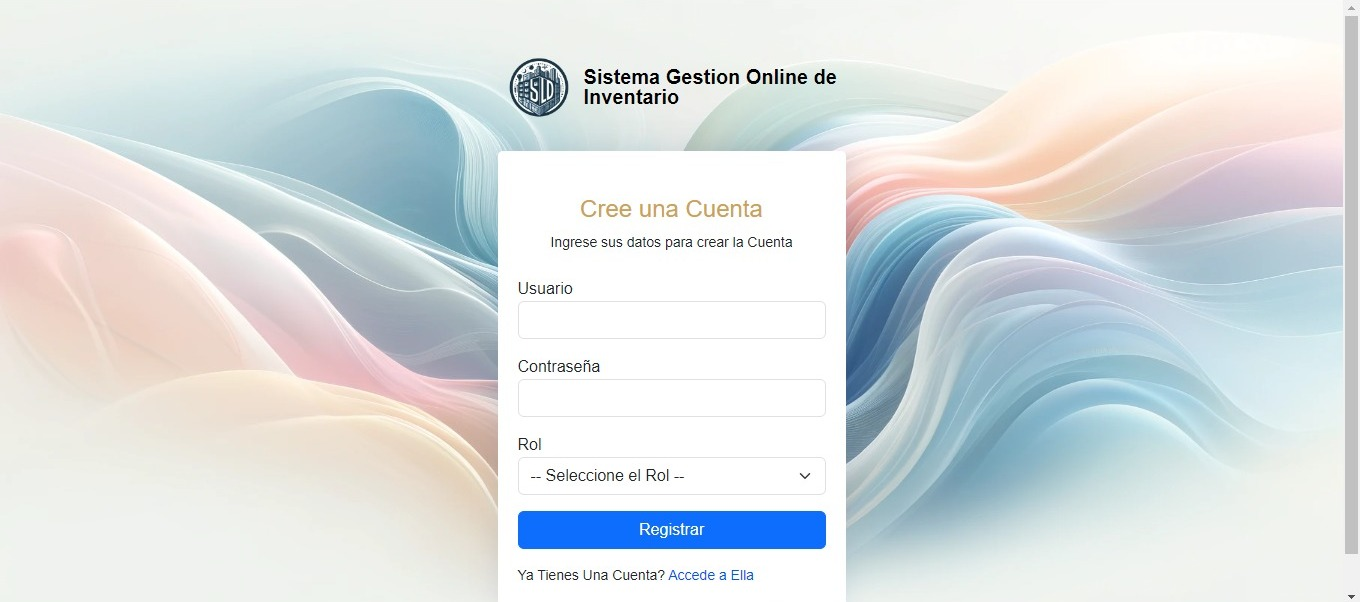 SLD
Sistema Gestion Online de
Inventario
Cree una Cuenta
Ingrese sus datos para crear la Cuenta
Usuario
Contraseña
Rol
-- Seleccione el Rol --
Registrar
Ya Tienes Una Cuenta? Accede a Ella